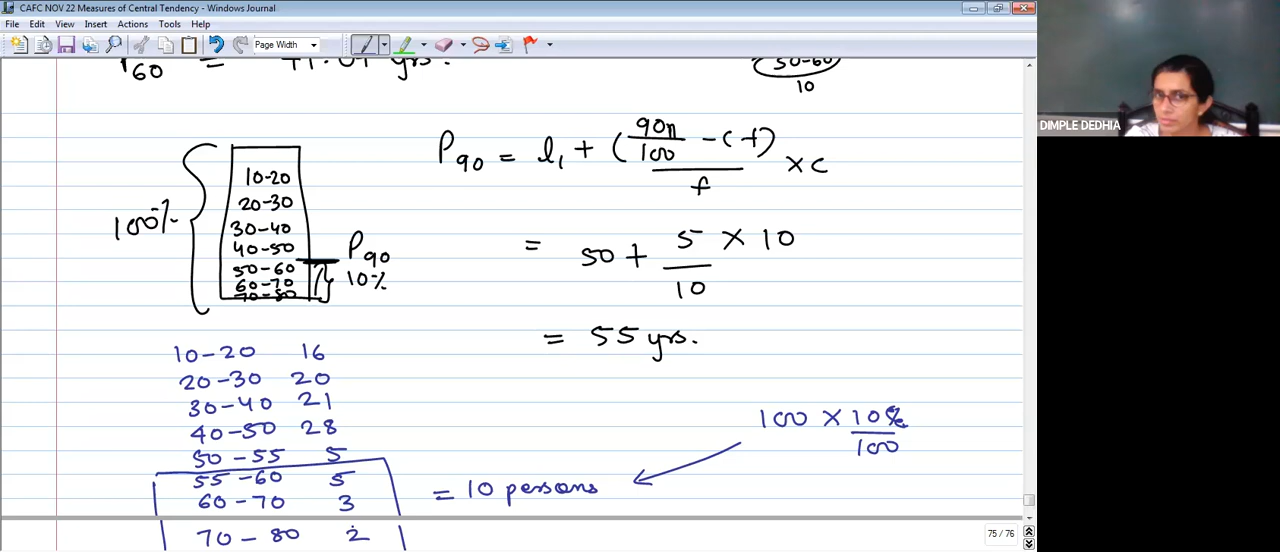 CAFC NOV 22 Measures of Central Tendency - Windows Journal
File Edit View Insert Actions Tools Help
Page Width
P60 = yrs.
50-60
10
P90 = l1 + (90n/100 - cf)/f × C
= 50 + 5/10 × 10
= 55 yrs.
100%
10-20
20-30
30-40
40-50
50-60
60-70
70-80
P90
10%
10-20 16
20-30 20
30-40 21
40-50 28
50-55 5
55-60 5
60-70 3
70-80 2
= 10 persons
100 × 10%/100
75 / 76
DIMPLE DEDHIA